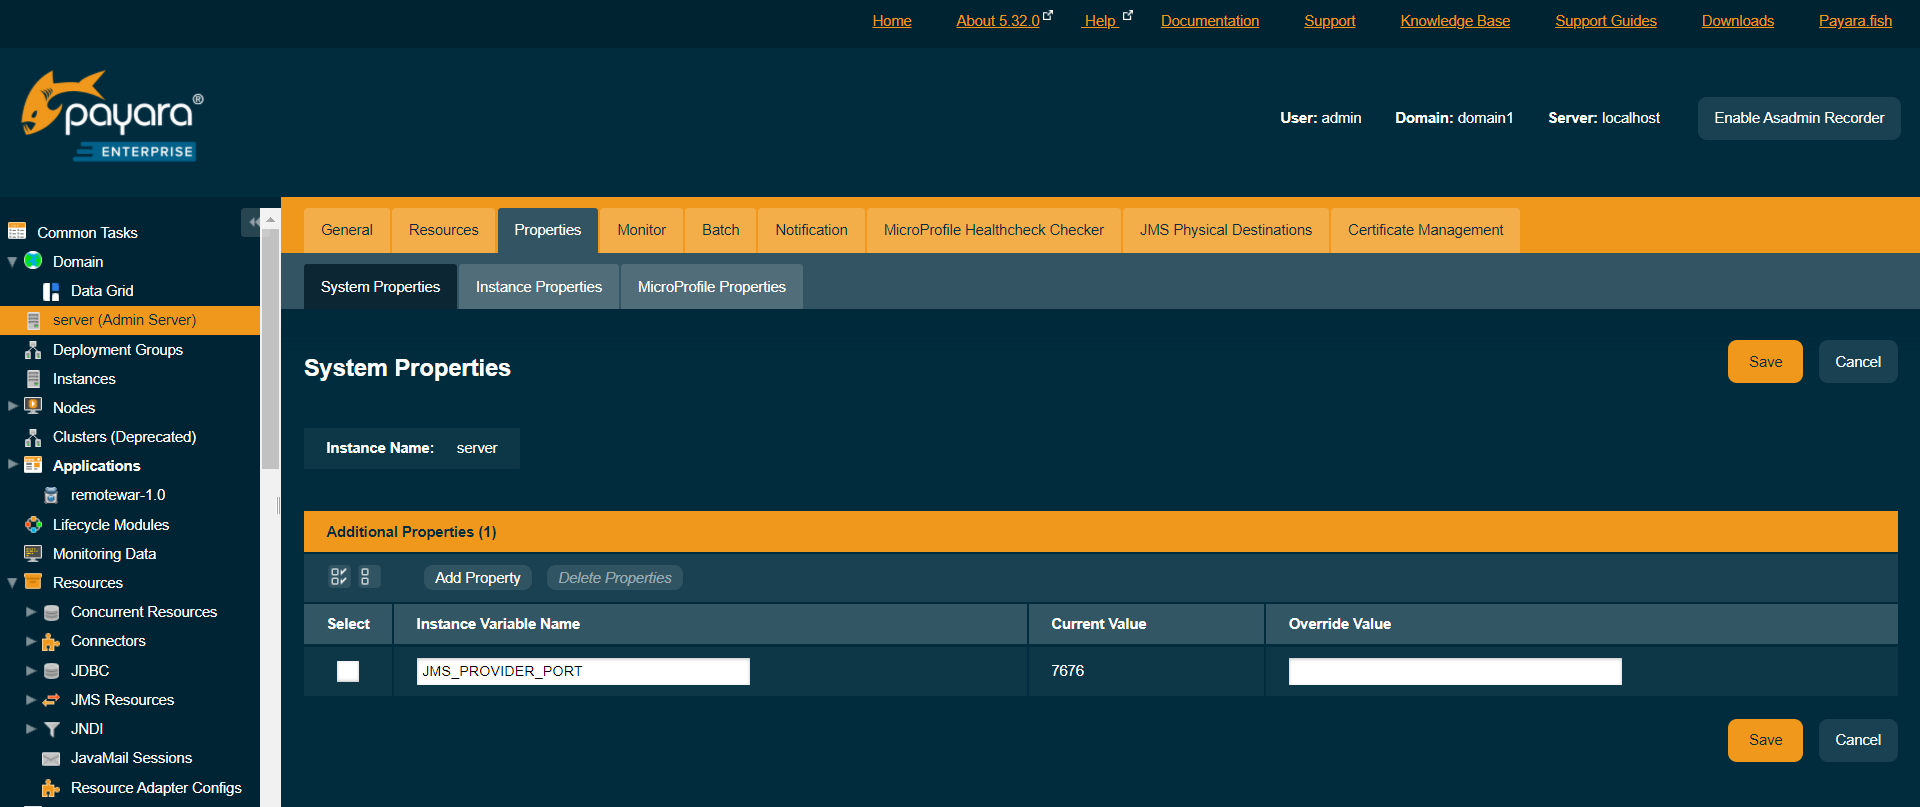 Home About 5.32.0 Help Documentation Support Knowledge Base Support Guides Downloads Payara.fish
payara®
ENTERPRISE
User: admin Domain: domain1 Server: localhost Enable Asadmin Recorder
Common Tasks
Domain
Data Grid
server (Admin Server)
Deployment Groups
Instances
Nodes
Clusters (Deprecated)
Applications
remotewar-1.0
Lifecycle Modules
Monitoring Data
Resources
Concurrent Resources
Connectors
JDBC
JMS Resources
JNDI
JavaMail Sessions
Resource Adapter Configs
General Resources Properties Monitor Batch Notification MicroProfile Healthcheck Checker JMS Physical Destinations Certificate Management
System Properties Instance Properties MicroProfile Properties
System Properties
Save Cancel
Instance Name: server
Additional Properties (1)
Add Property Delete Properties
Select Instance Variable Name Current Value Override Value
JMS_PROVIDER_PORT 7676
Save Cancel